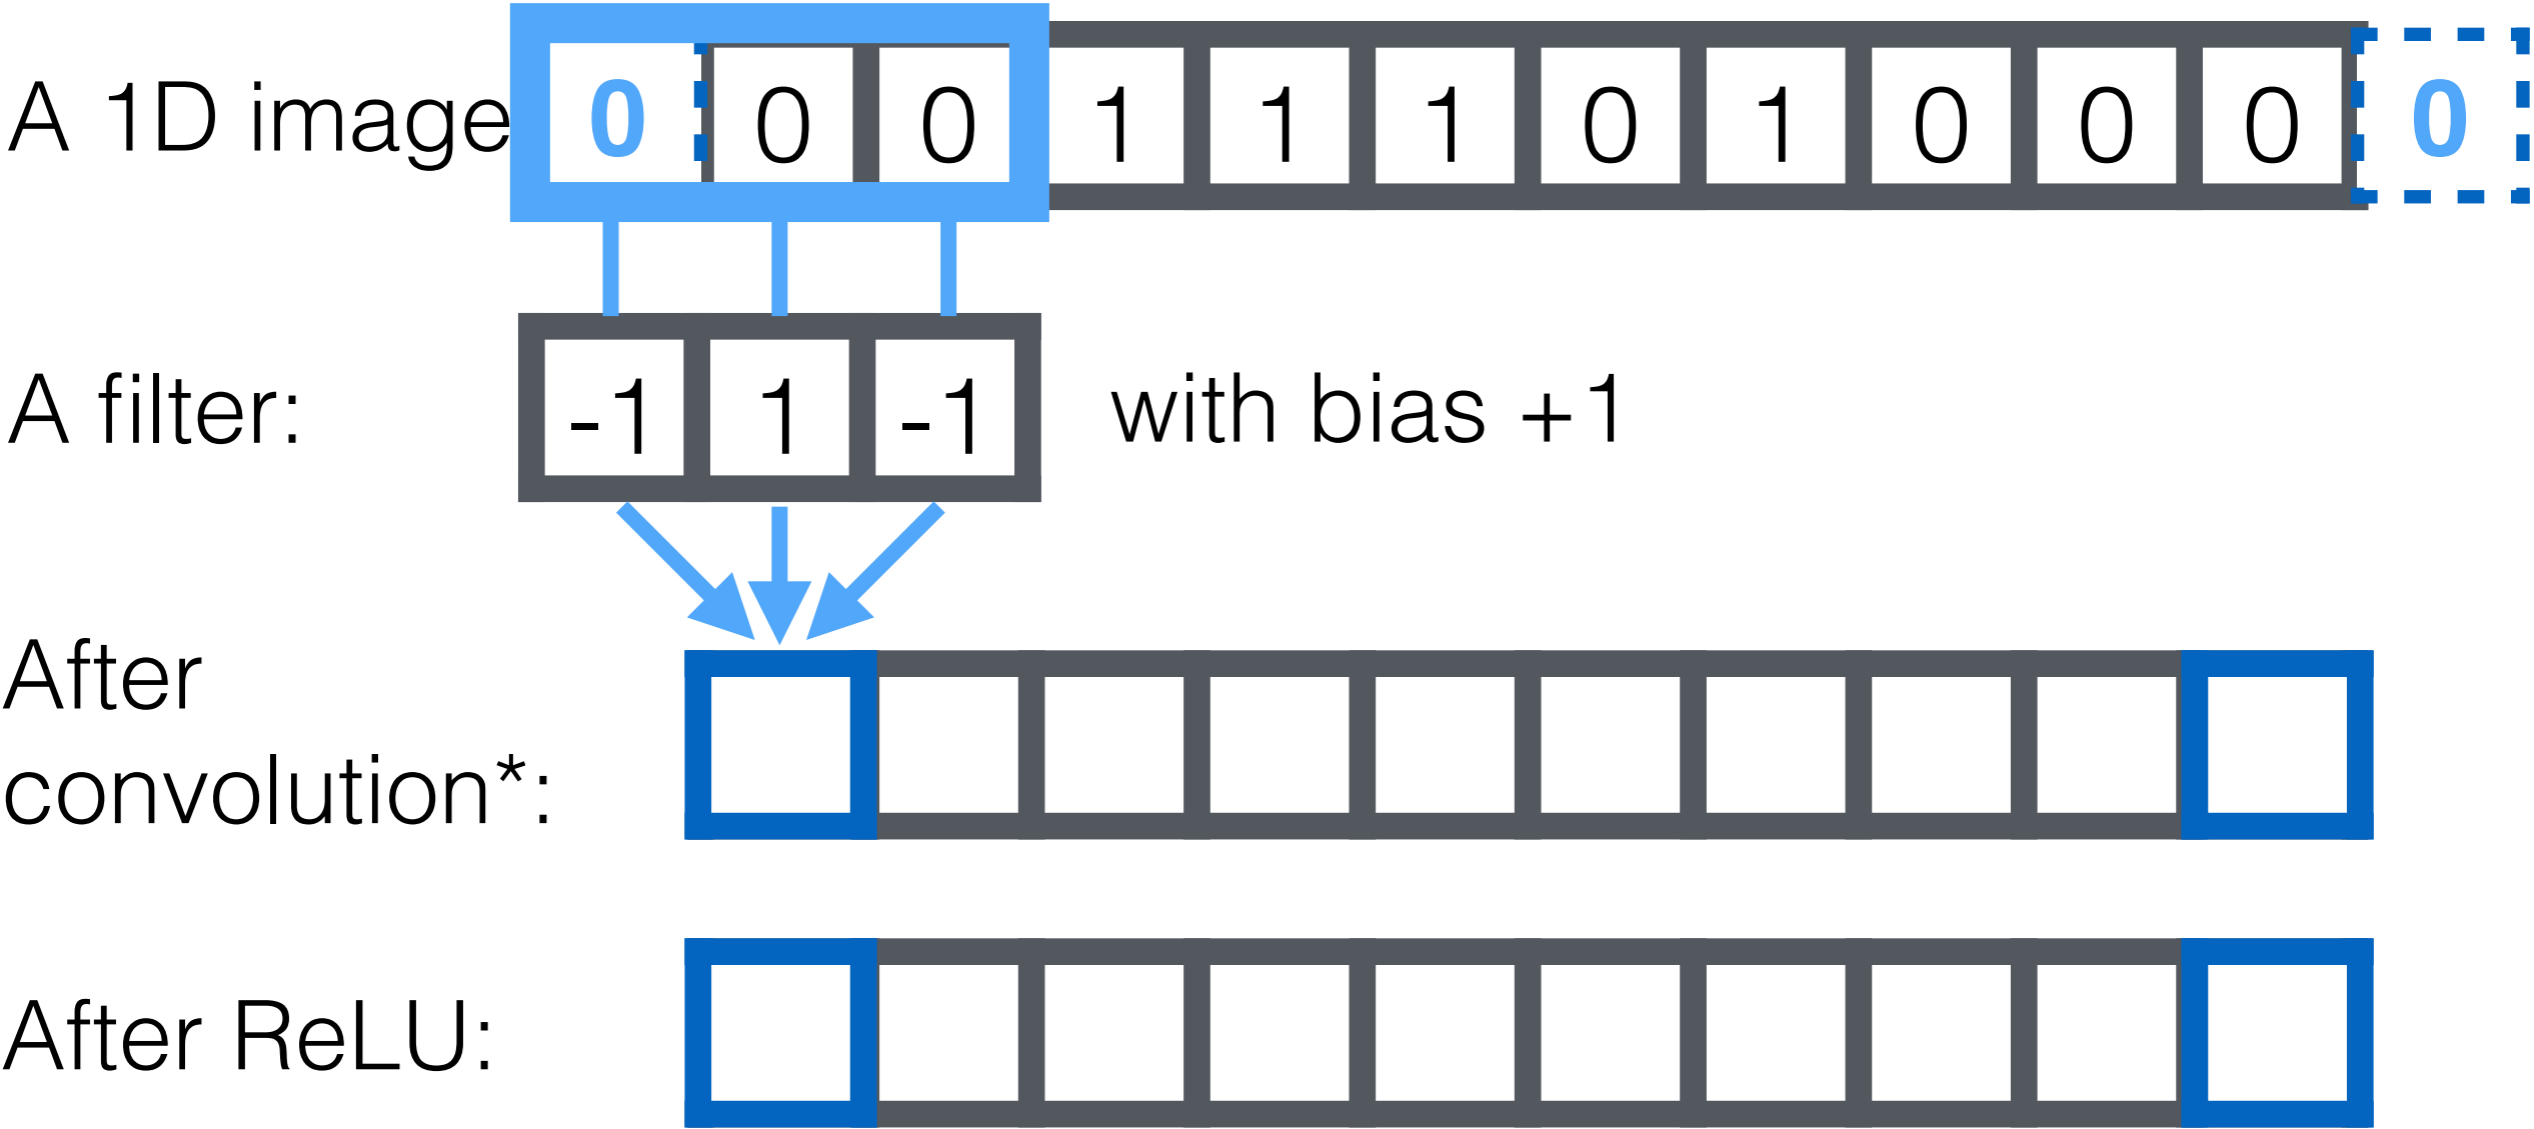 A 1D image 0 0 0 1 1 1 0 1 0 0 0 0
A filter: -1 1 -1 with bias +1
After
convolution*:
After ReLU: